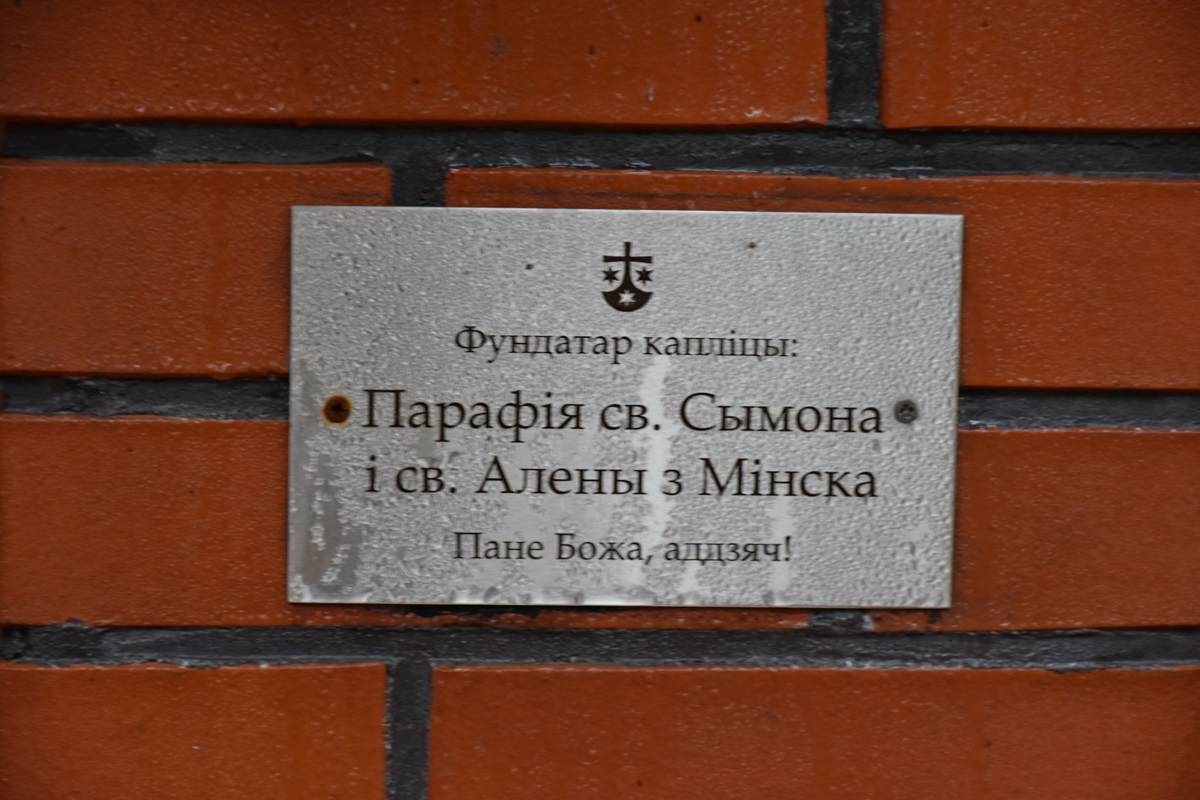 Фундатар капліцы:
Парафія св. Сымона
і св. Алены з Мінска
Пане Божа, аддзяч!